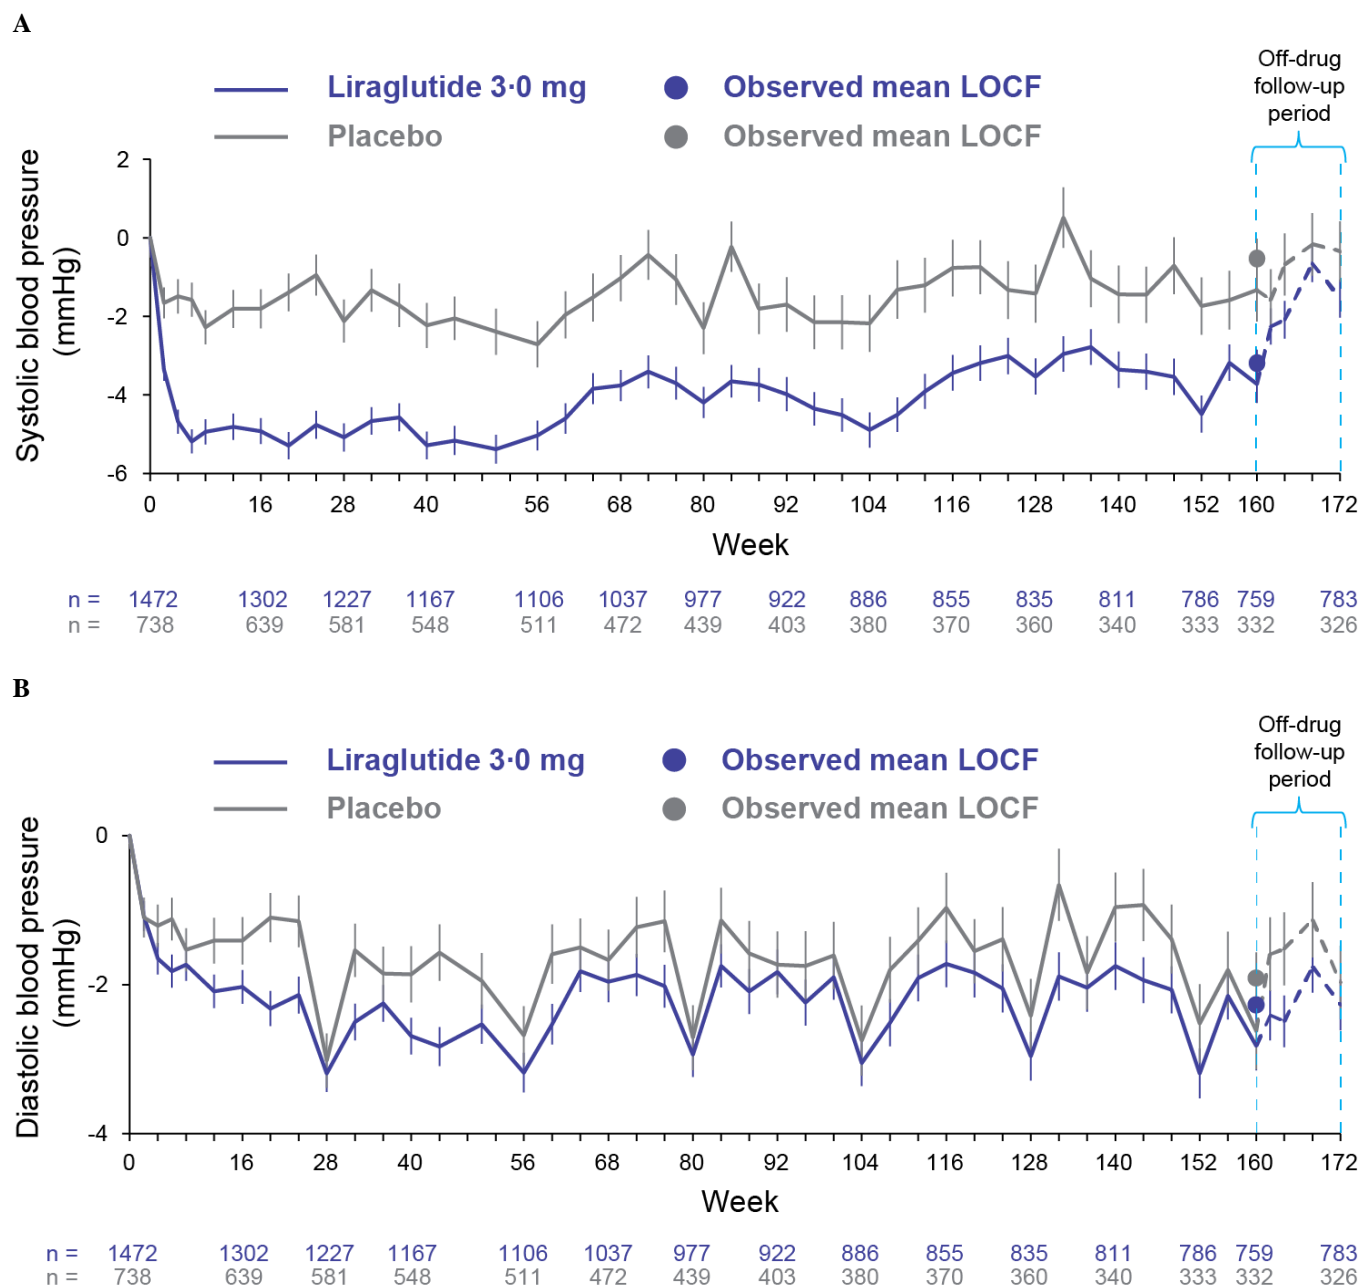 A
Off-drug
follow-up
period
Liraglutide 3·0 mg
Observed mean LOCF
Placebo
Observed mean LOCF
Systolic blood pressure
(mmHg)
2
0
-2
-4
-6
0 16 28 40 56 68 80 92 104 116 128 140 152 160 172
Week
n = 1472 1302 1227 1167 1106 1037 977 922 886 855 835 811 786 759 783
n = 738 639 581 548 511 472 439 403 380 370 360 340 333 332 326
B
Off-drug
follow-up
period
Liraglutide 3·0 mg
Observed mean LOCF
Placebo
Observed mean LOCF
Diastolic blood pressure
(mmHg)
0
-2
-4
0 16 28 40 56 68 80 92 104 116 128 140 152 160 172
Week
n = 1472 1302 1227 1167 1106 1037 977 922 886 855 835 811 786 759 783
n = 738 639 581 548 511 472 439 403 380 370 360 340 333 332 326